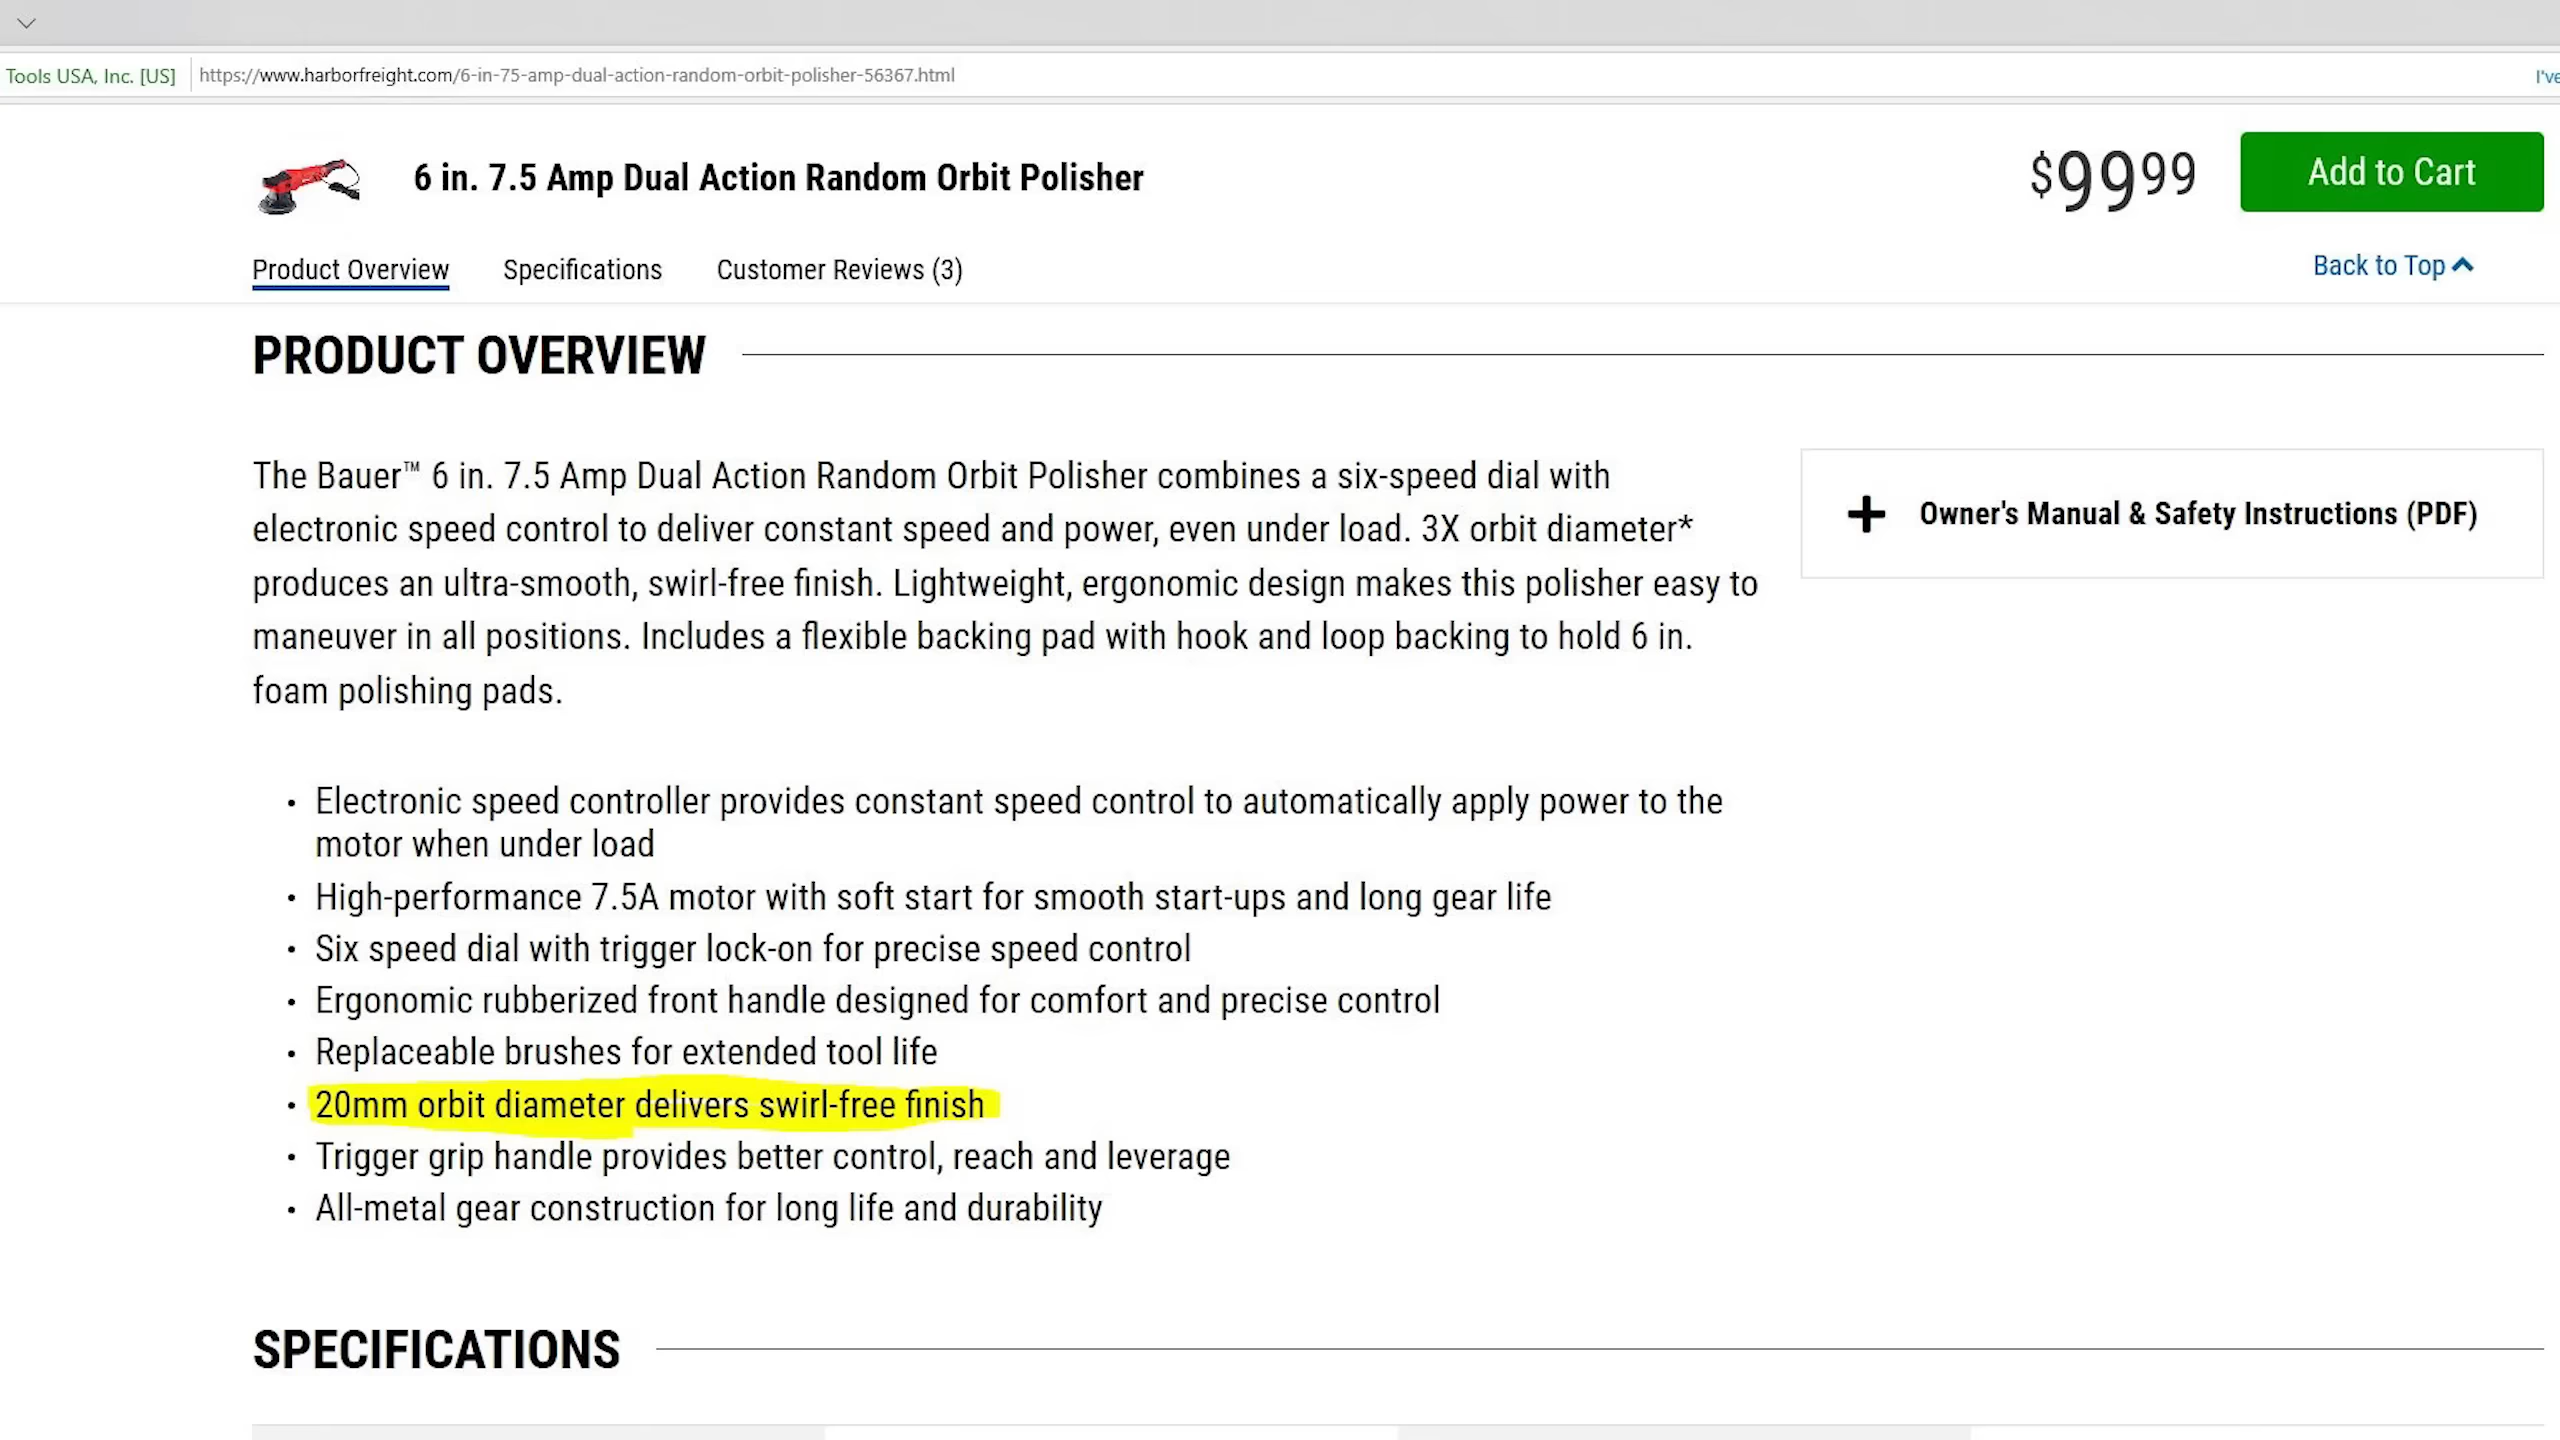 Tools USA, Inc. [US]
https://www.harborfreight.com/6-in-75-amp-dual-action-random-orbit-polisher-56367.html
I've
6 in. 7.5 Amp Dual Action Random Orbit Polisher
$99 99
Add to Cart
Product Overview
Specifications
Customer Reviews (3)
Back to Top
PRODUCT OVERVIEW
The Bauer™ 6 in. 7.5 Amp Dual Action Random Orbit Polisher combines a six-speed dial with
electronic speed control to deliver constant speed and power, even under load. 3X orbit diameter*
produces an ultra-smooth, swirl-free finish. Lightweight, ergonomic design makes this polisher easy to
maneuver in all positions. Includes a flexible backing pad with hook and loop backing to hold 6 in.
foam polishing pads.
Owner's Manual & Safety Instructions (PDF)
• Electronic speed controller provides constant speed control to automatically apply power to the
motor when under load
• High-performance 7.5A motor with soft start for smooth start-ups and long gear life
• Six speed dial with trigger lock-on for precise speed control
• Ergonomic rubberized front handle designed for comfort and precise control
• Replaceable brushes for extended tool life
• 20mm orbit diameter delivers swirl-free finish
• Trigger grip handle provides better control, reach and leverage
• All-metal gear construction for long life and durability
SPECIFICATIONS